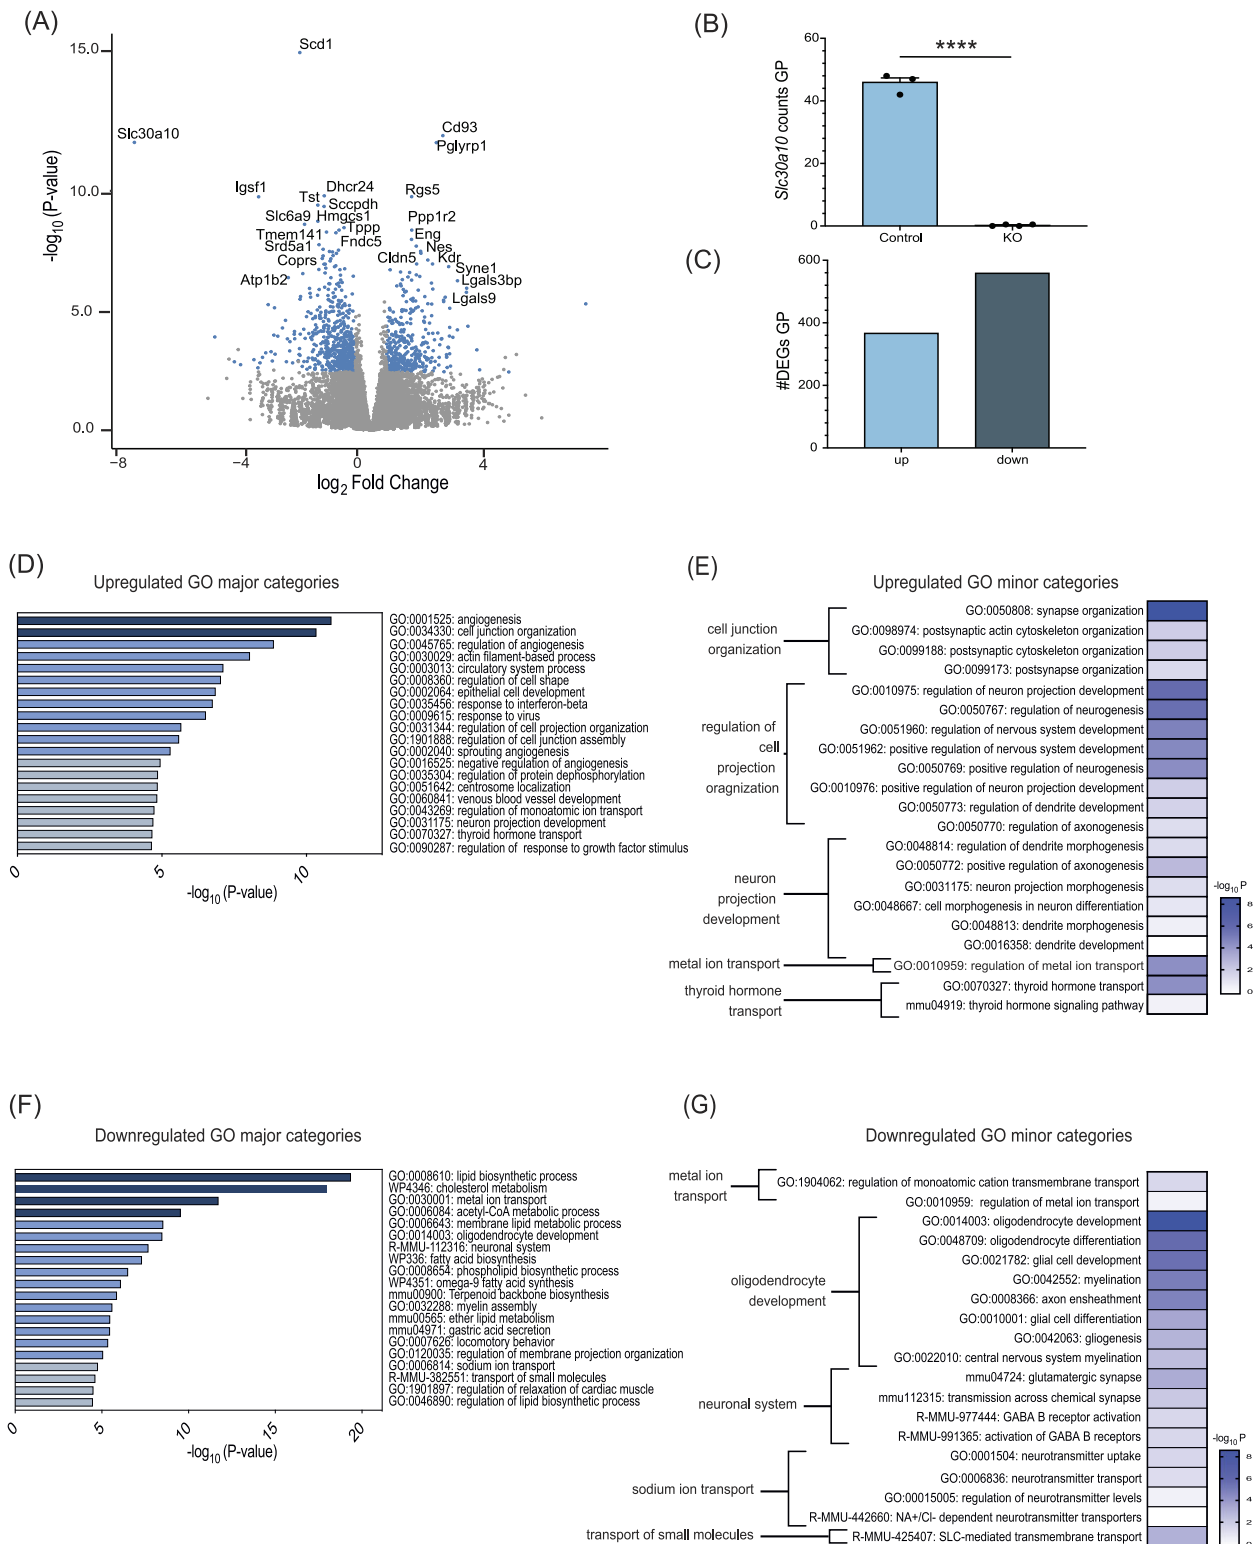 (A)
15.0
10.0
5.0
0.0
-log10 (P-value)
−8
−4
0
4
log2 Fold Change
Scd1
Slc30a10
Cd93
Pglyrp1
Igsf1
Dhcr24
Tst
Sccpdh
Rgs5
Slc6a9
Hmgcs1
Ppp1r2
Tmem141
Tppp
Eng
Srd5a1
Fndc5
Nes
Coprs
Cldn5
Kdr
Syne1
Atp1b2
Lgals3bp
Lgals9
(B)
Slc30a10 counts GP
60
40
20
0
****
Control
KO
(C)
#DEGs GP
600
400
200
0
up
down
(D)
Upregulated GO major categories
GO:0001525: angiogenesis
GO:0034330: cell junction organization
GO:0045765: regulation of angiogenesis
GO:0030029: actin filament-based process
GO:0003013: circulatory system process
GO:0008360: regulation of cell shape
GO:0002064: epithelial cell development
GO:0035456: response to interferon-beta
GO:0009615: response to virus
GO:0031344: regulation of cell projection organization
GO:1901888: regulation of cell junction assembly
GO:0002040: sprouting angiogenesis
GO:0016525: negative regulation of angiogenesis
GO:0035304: regulation of protein dephosphorylation
GO:0051642: centrosome localization
GO:0060841: venous blood vessel development
GO:0043269: regulation of monoatomic ion transport
GO:0031175: neuron projection development
GO:0070327: thyroid hormone transport
GO:0090287: regulation of response to growth factor stimulus
0
5
10
-log10 (P-value)
(E)
Upregulated GO minor categories
cell junction
organization
GO:0050808: synapse organization
GO:0098974: postsynaptic actin cytoskeleton organization
GO:0099188: postsynaptic cytoskeleton organization
GO:0099173: postsynapse organization
regulation of
cell
projection
oragnization
GO:0010975: regulation of neuron projection development
GO:0050767: regulation of neurogenesis
GO:0051960: regulation of nervous system development
GO:0051962: positive regulation of nervous system development
GO:0050769: positive regulation of neurogenesis
GO:0010976: positive regulation of neuron projection development
GO:0050773: regulation of dendrite development
GO:0050770: regulation of axonogenesis
neuron
projection
development
GO:0048814: regulation of dendrite morphogenesis
GO:0050772: positive regulation of axonogenesis
GO:0031175: neuron projection morphogenesis
GO:0048667: cell morphogenesis in neuron differentiation
GO:0048813: dendrite morphogenesis
GO:0016358: dendrite development
metal ion transport
GO:0010959: regulation of metal ion transport
thyroid hormone
transport
GO:0070327: thyroid hormone transport
mmu04919: thyroid hormone signaling pathway
-log10 P
8
6
4
2
0
(F)
Downregulated GO major categories
GO:0008610: lipid biosynthetic process
WP4346: cholesterol metabolism
GO:0030001: metal ion transport
GO:0006084: acetyl-CoA metabolic process
GO:0006643: membrane lipid metabolic process
GO:0014003: oligodendrocyte development
R-MMU-112316: neuronal system
WP336: fatty acid biosynthesis
GO:0008654: phospholipid biosynthetic process
WP4351: omega-9 fatty acid synthesis
mmu00900: Terpenoid backbone biosynthesis
GO:0032288: myelin assembly
mmu00565: ether lipid metabolism
mmu04971: gastric acid secretion
GO:0007626: locomotory behavior
GO:0120035: regulation of membrane projection organization
GO:0006814: sodium ion transport
R-MMU-382551: transport of small molecules
GO:1901897: regulation of relaxation of cardiac muscle
GO:0046890: regulation of lipid biosynthetic process
0
5
10
15
20
-log10 (P-value)
(G)
Downregulated GO minor categories
metal ion
transport
GO:1904062: regulation of monoatomic cation transmembrane transport
GO:0010959: regulation of metal ion transport
oligodendrocyte
development
GO:0014003: oligodendrocyte development
GO:0048709: oligodendrocyte differentiation
GO:0021782: glial cell development
GO:0042552: myelination
GO:0008366: axon ensheathment
GO:0010001: glial cell differentiation
GO:0042063: gliogenesis
GO:0022010: central nervous system myelination
neuronal system
mmu04724: glutamatergic synapse
mmu112315: transmission across chemical synapse
R-MMU-977444: GABA B receptor activation
R-MMU-991365: activation of GABA B receptors
sodium ion transport
GO:0001504: neurotransmitter uptake
GO:0006836: neurotransmitter transport
GO:00015005: regulation of neurotransmitter levels
R-MMU-442660: NA+/Cl- dependent neurotransmitter transporters
transport of small molecules
R-MMU-425407: SLC-mediated transmembrane transport
-log10 P
8
6
4
2
0